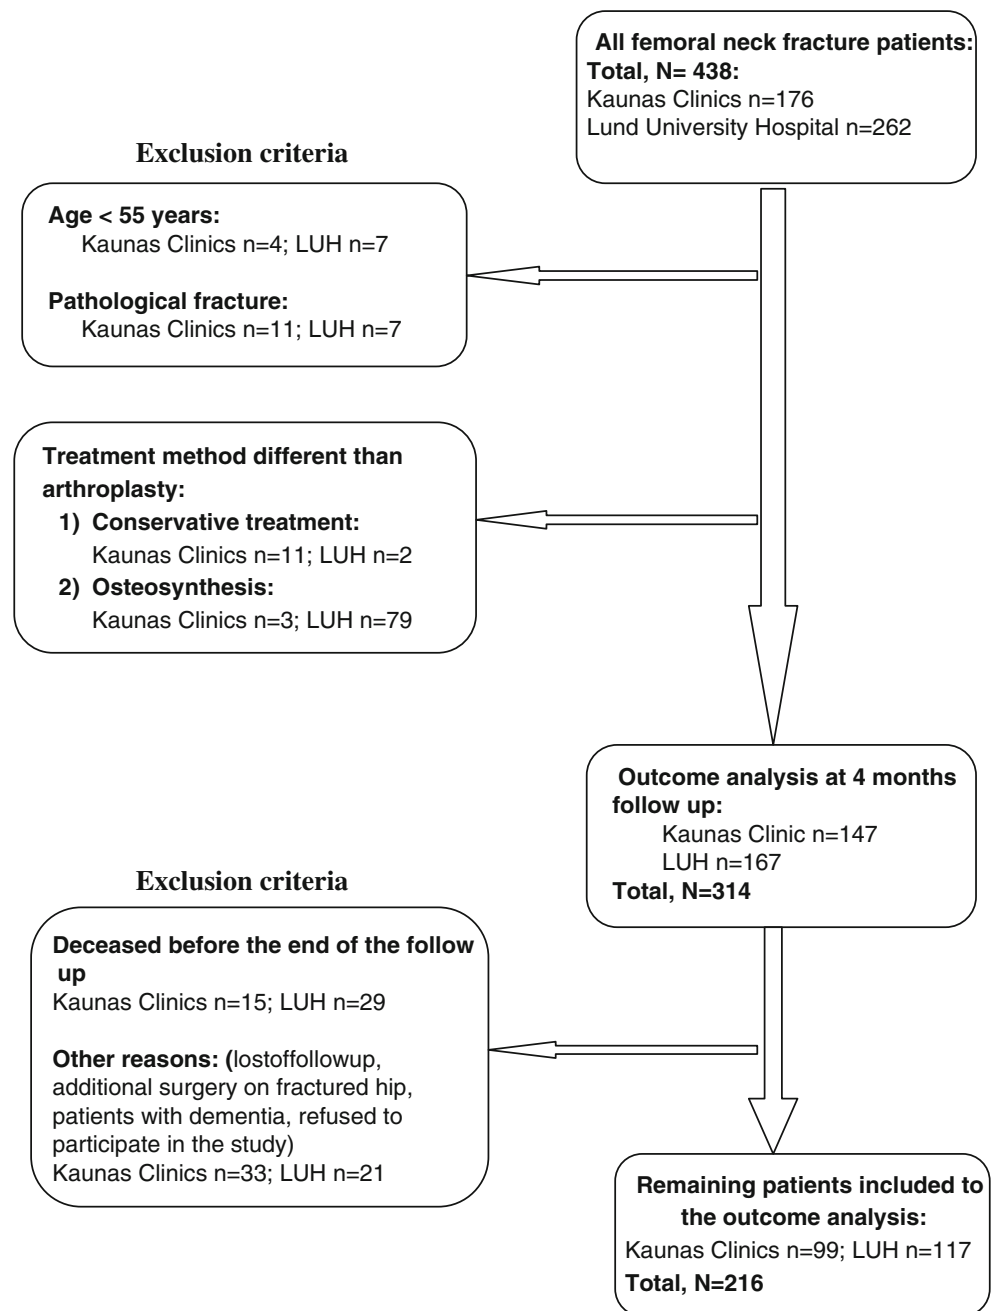 All femoral neck fracture patients:
Total, N= 438:
Kaunas Clinics n=176
Lund University Hospital n=262
Exclusion criteria
Age < 55 years:
Kaunas Clinics n=4; LUH n=7
Pathological fracture:
Kaunas Clinics n=11; LUH n=7
Treatment method different than
arthroplasty:
1) Conservative treatment:
Kaunas Clinics n=11; LUH n=2
2) Osteosynthesis:
Kaunas Clinics n=3; LUH n=79
Outcome analysis at 4 months
follow up:
Kaunas Clinic n=147
LUH n=167
Total, N=314
Exclusion criteria
Deceased before the end of the follow
up
Kaunas Clinics n=15; LUH n=29
Other reasons: (lostoffollowup,
additional surgery on fractured hip,
patients with dementia, refused to
participate in the study)
Kaunas Clinics n=33; LUH n=21
Remaining patients included to
the outcome analysis:
Kaunas Clinics n=99; LUH n=117
Total, N=216